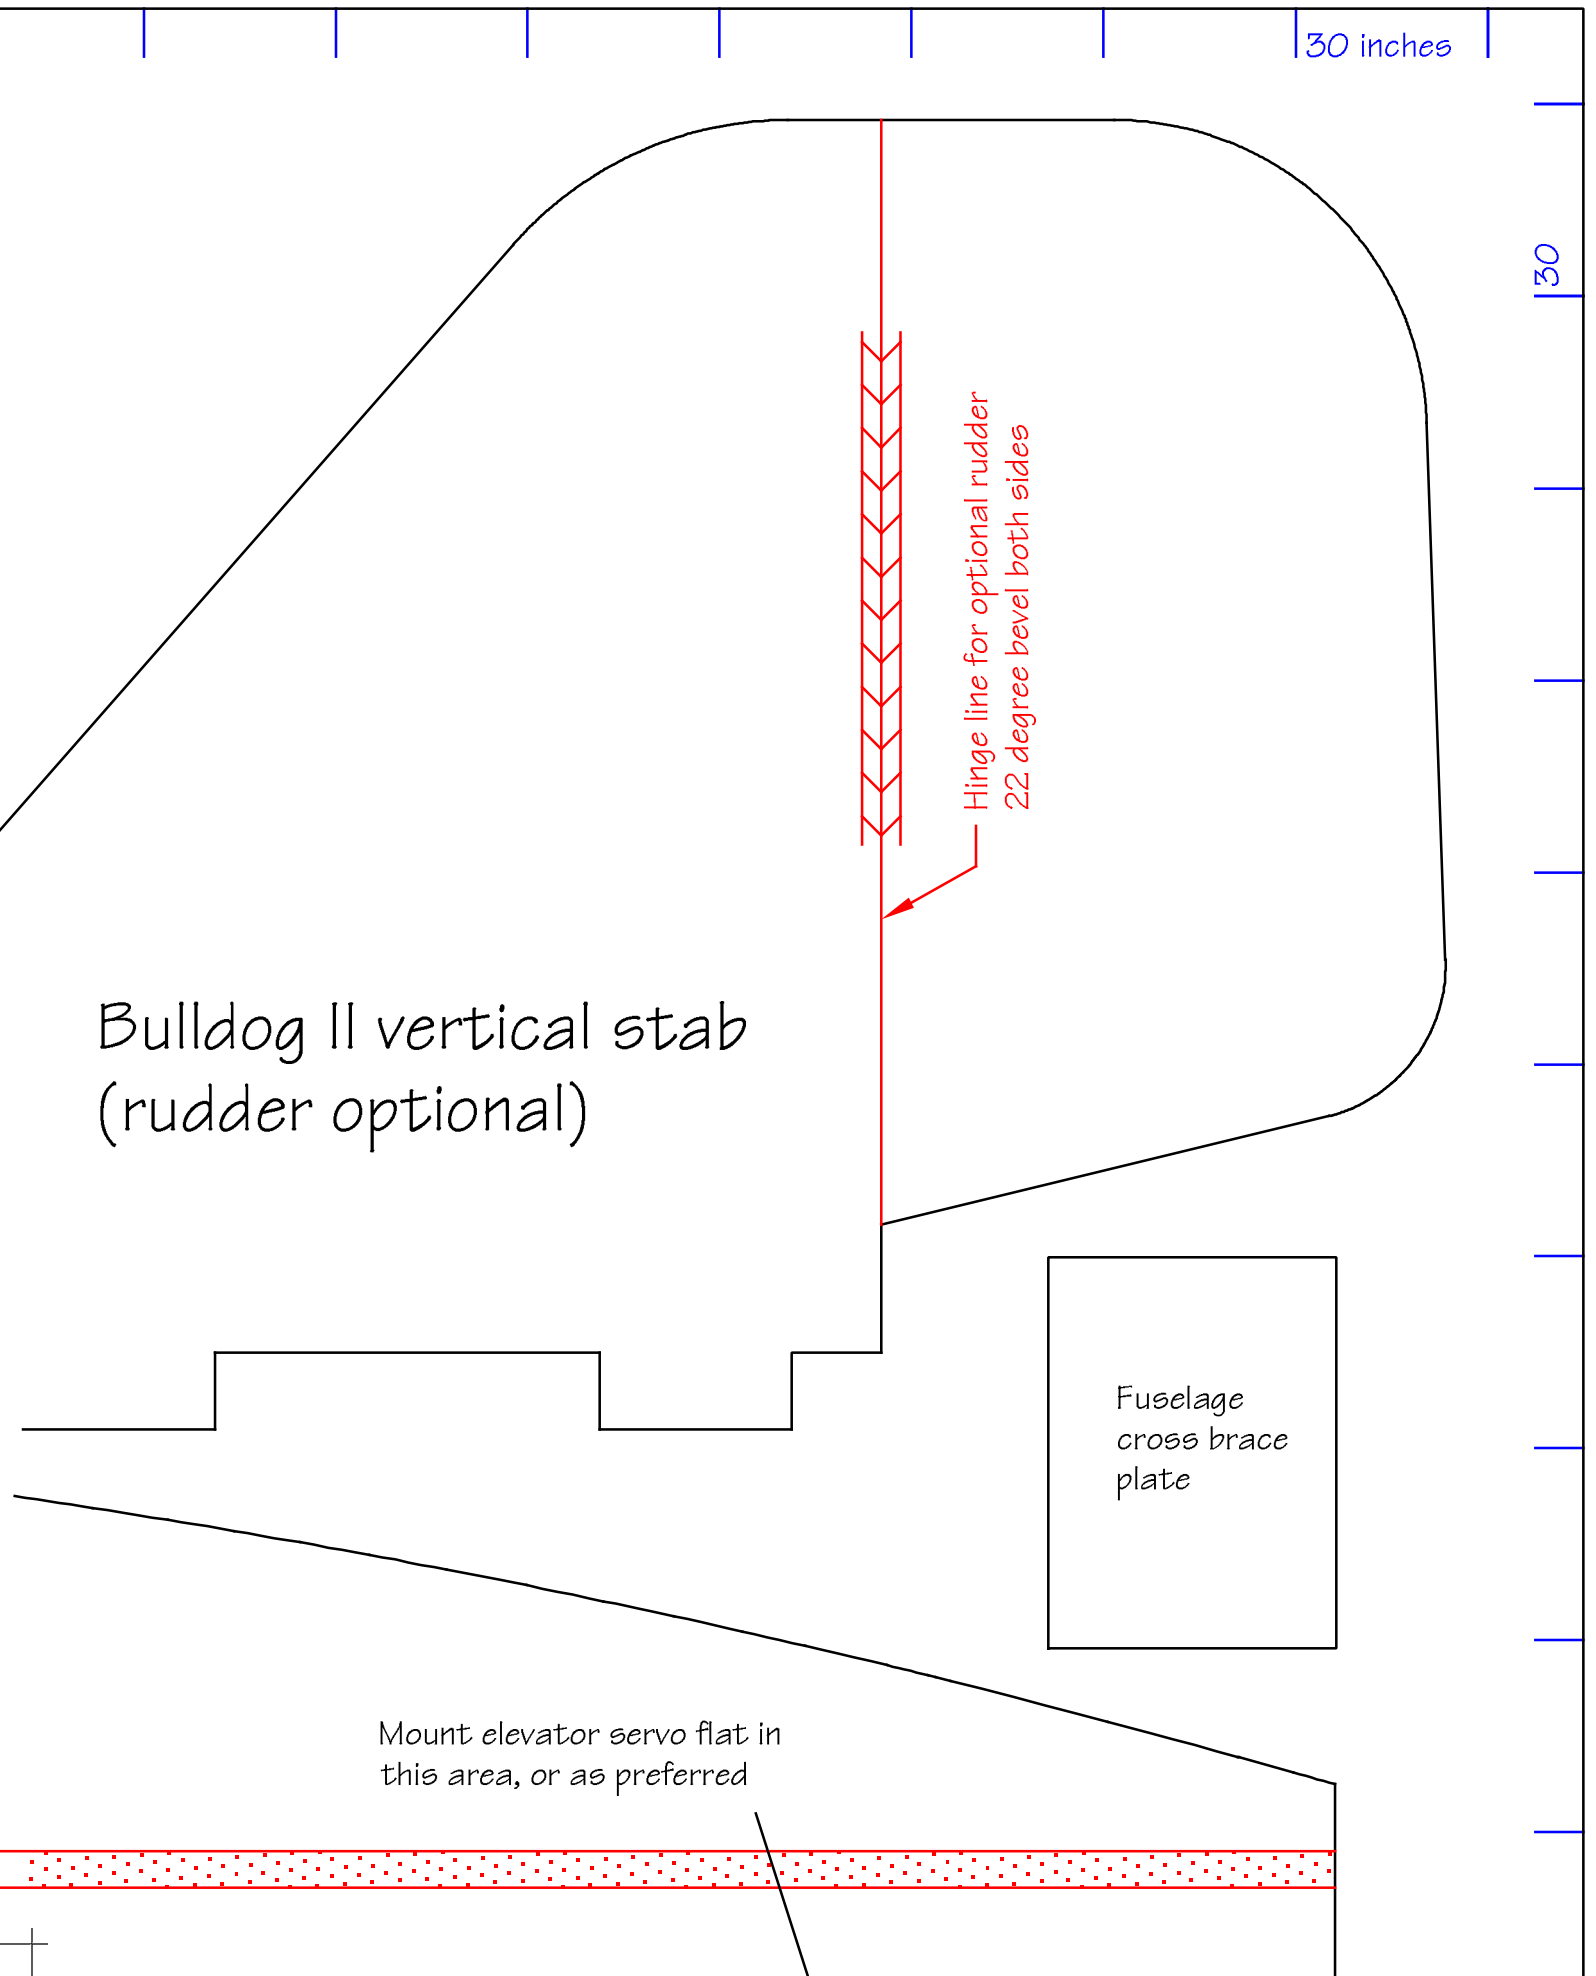 30 inches
30
Hinge line for optional rudder
22 degree bevel both sides
Bulldog II vertical stab
(rudder optional)
Fuselage
cross brace
plate
Mount elevator servo flat in
this area, or as preferred